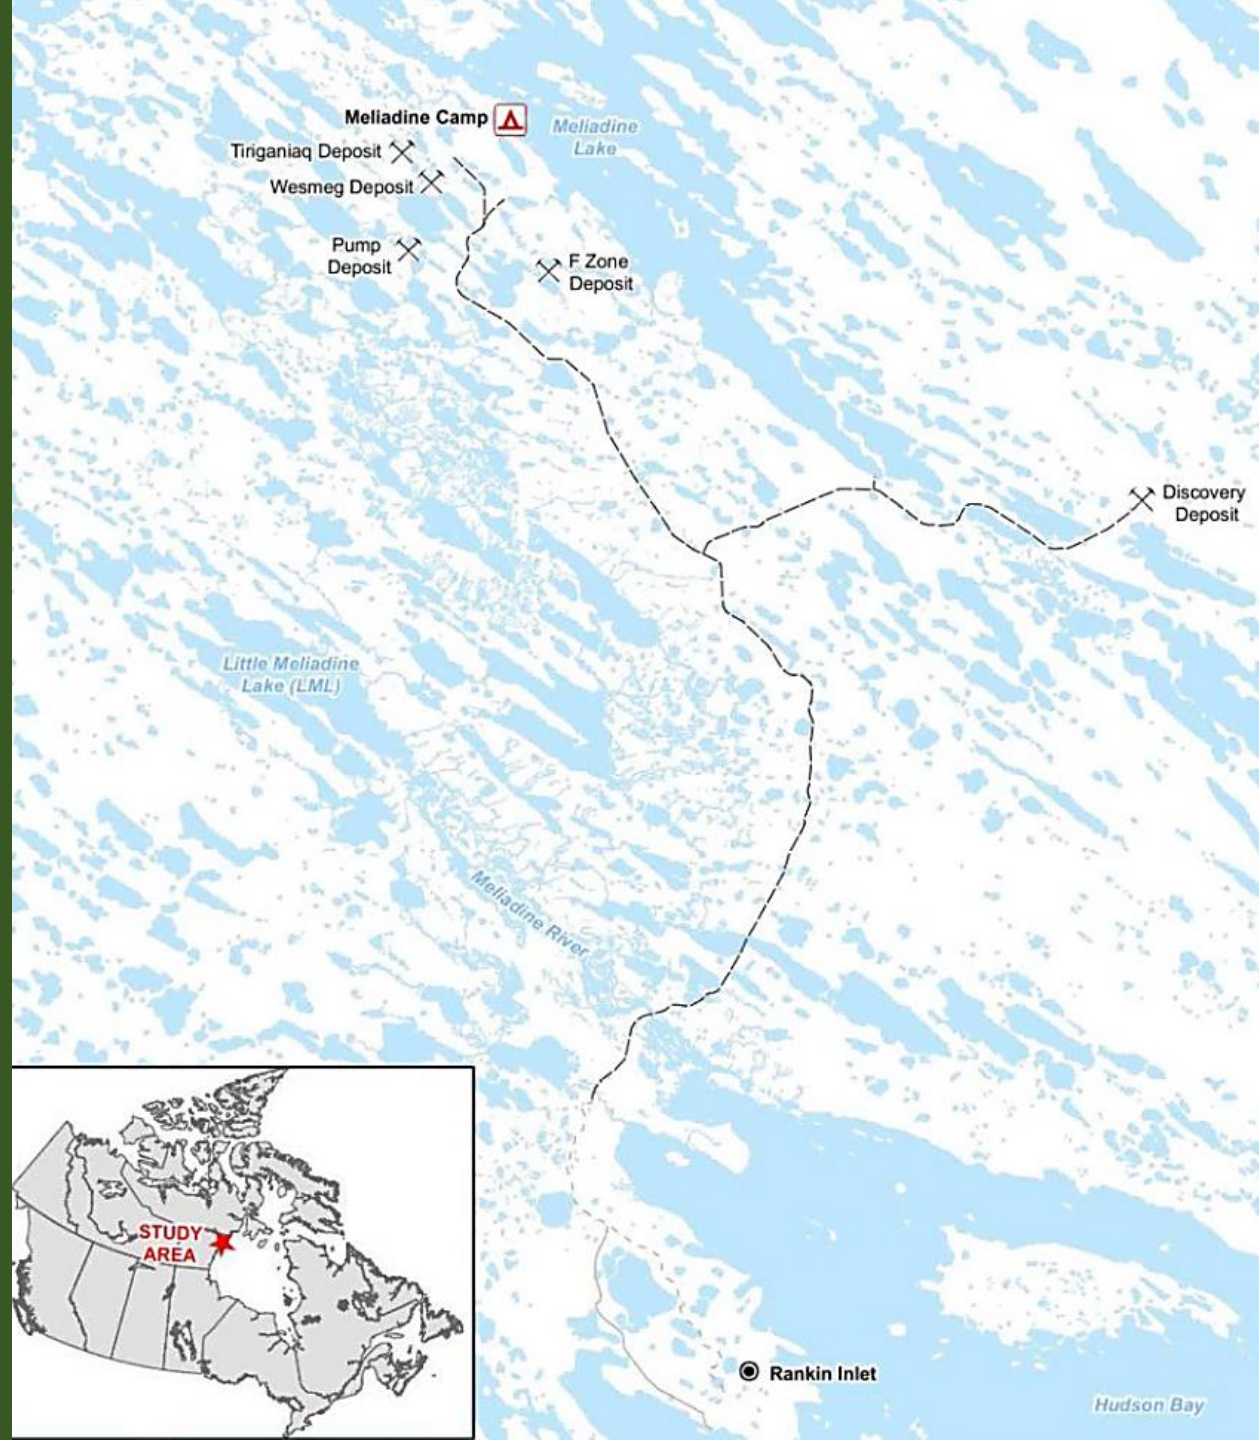 Meliadine Camp
Meliadine
Lake
Tiriganiaq Deposit
Wesmeg Deposit
Pump
Deposit
F Zone
Deposit
Discovery
Deposit
Little Meliadine
Lake (LML)
Meliadine River
STUDY
AREA
Rankin Inlet
Hudson Bay